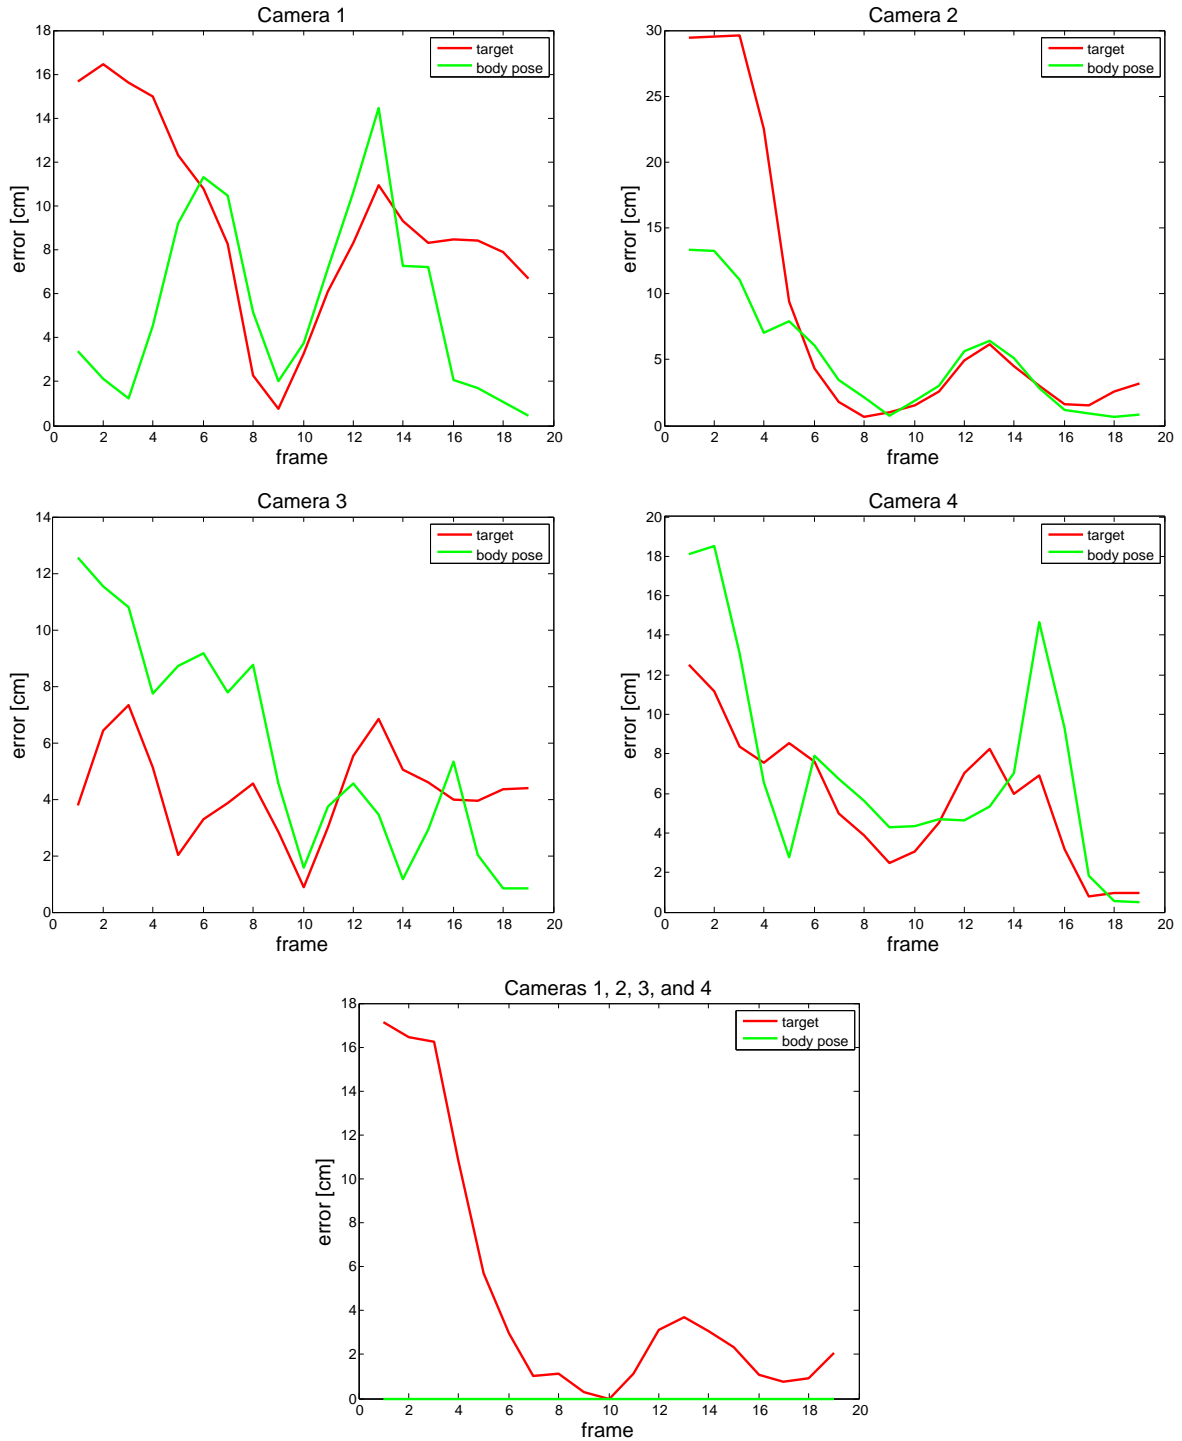 Camera 1
18
16
14
12
10
8
6
4
2
0
error [cm]
target
body pose
0 2 4 6 8 10 12 14 16 18 20
frame
Camera 2
30
25
20
15
10
5
0
error [cm]
target
body pose
0 2 4 6 8 10 12 14 16 18 20
frame
Camera 3
14
12
10
8
6
4
2
0
error [cm]
target
body pose
0 2 4 6 8 10 12 14 16 18 20
frame
Camera 4
20
18
16
14
12
10
8
6
4
2
0
error [cm]
target
body pose
0 2 4 6 8 10 12 14 16 18 20
frame
Cameras 1, 2, 3, and 4
18
16
14
12
10
8
6
4
2
0
error [cm]
target
body pose
0 2 4 6 8 10 12 14 16 18 20
frame